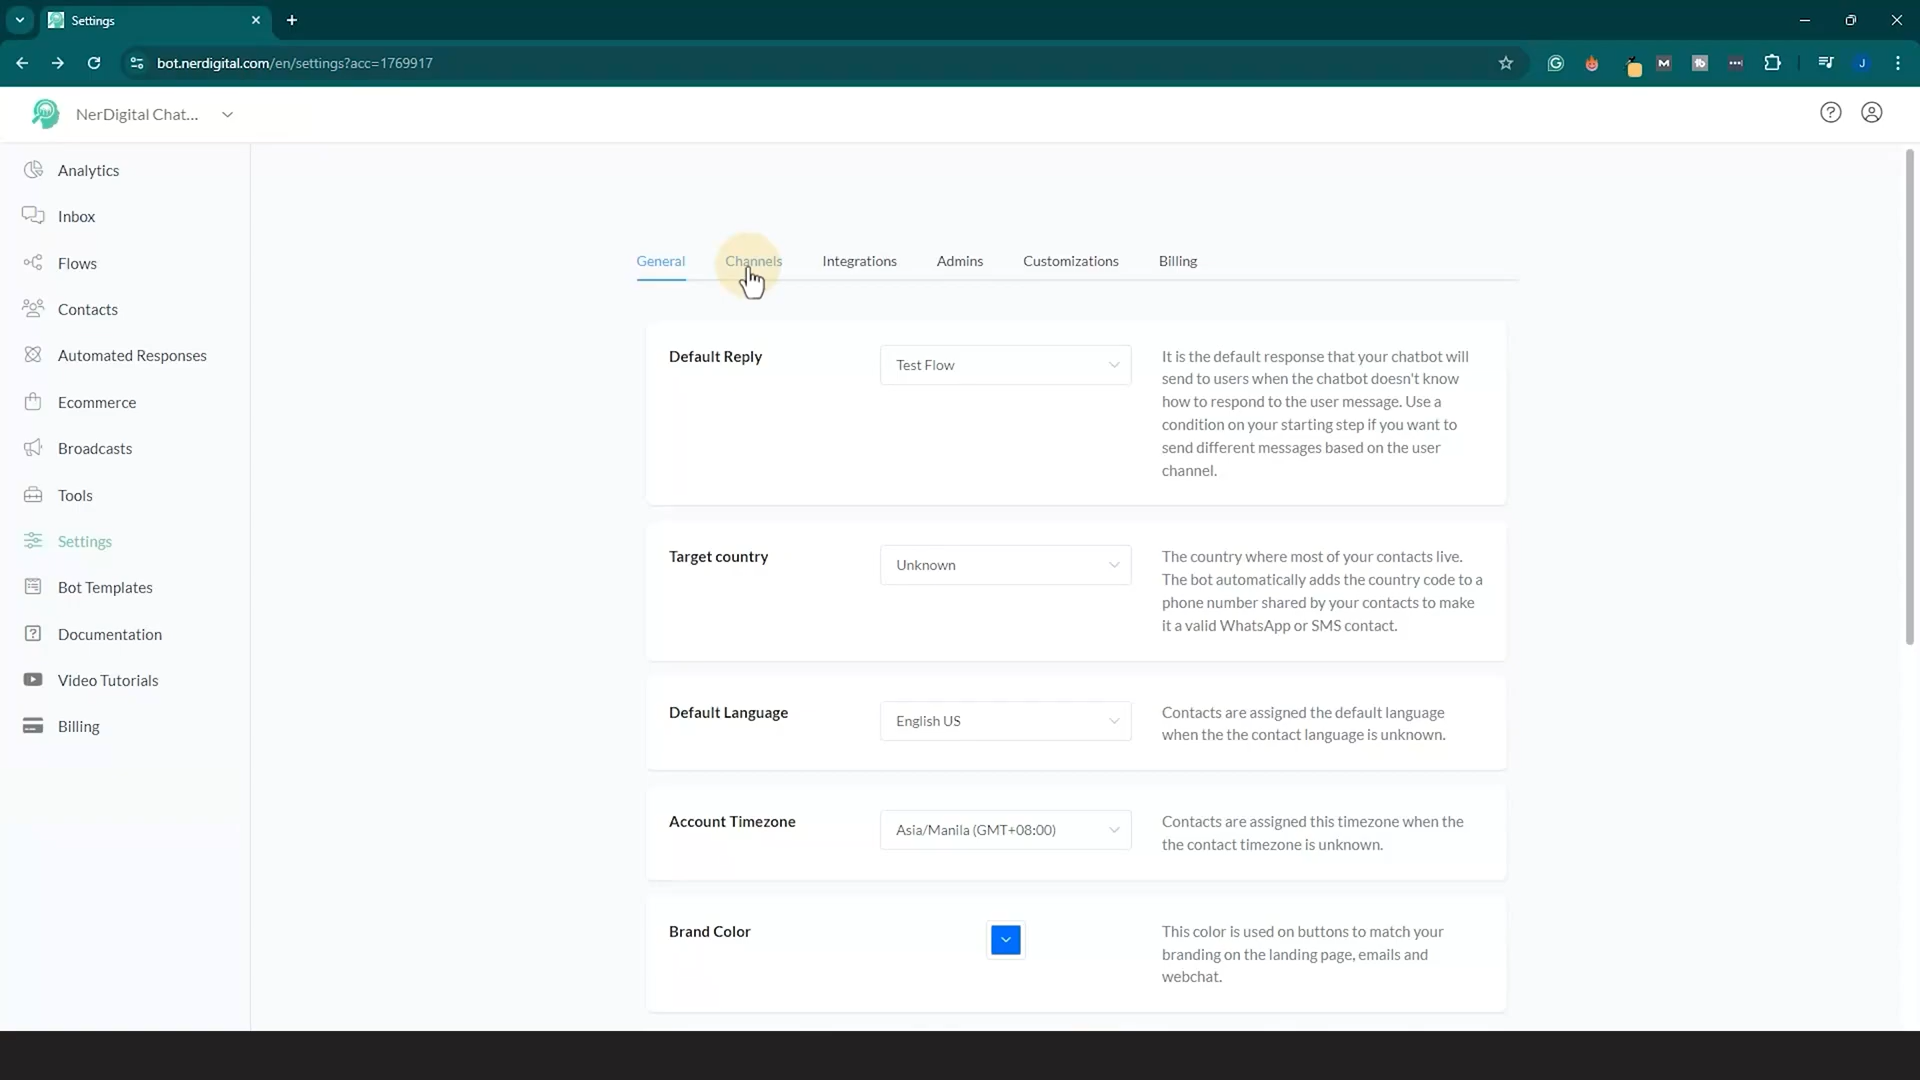 Settings
bot.nerdigital.com/en/settings?acc=1769917
NerDigital Chat...
Analytics
Inbox
Flows
Contacts
Automated Responses
Ecommerce
Broadcasts
Tools
Settings
Bot Templates
Documentation
Video Tutorials
Billing
General Channels Integrations Admins Customizations Billing
Default Reply
Test Flow
It is the default response that your chatbot will
send to users when the chatbot doesn't know
how to respond to the user message. Use a
condition on your starting step if you want to
send different messages based on the user
channel.
Target country
Unknown
The country where most of your contacts live.
The bot automatically adds the country code to a
phone number shared by your contacts to make
it a valid WhatsApp or SMS contact.
Default Language
English US
Contacts are assigned the default language
when the the contact language is unknown.
Account Timezone
Asia/Manila (GMT+08:00)
Contacts are assigned this timezone when the
the contact timezone is unknown.
Brand Color
This color is used on buttons to match your
branding on the landing page, emails and
webchat.